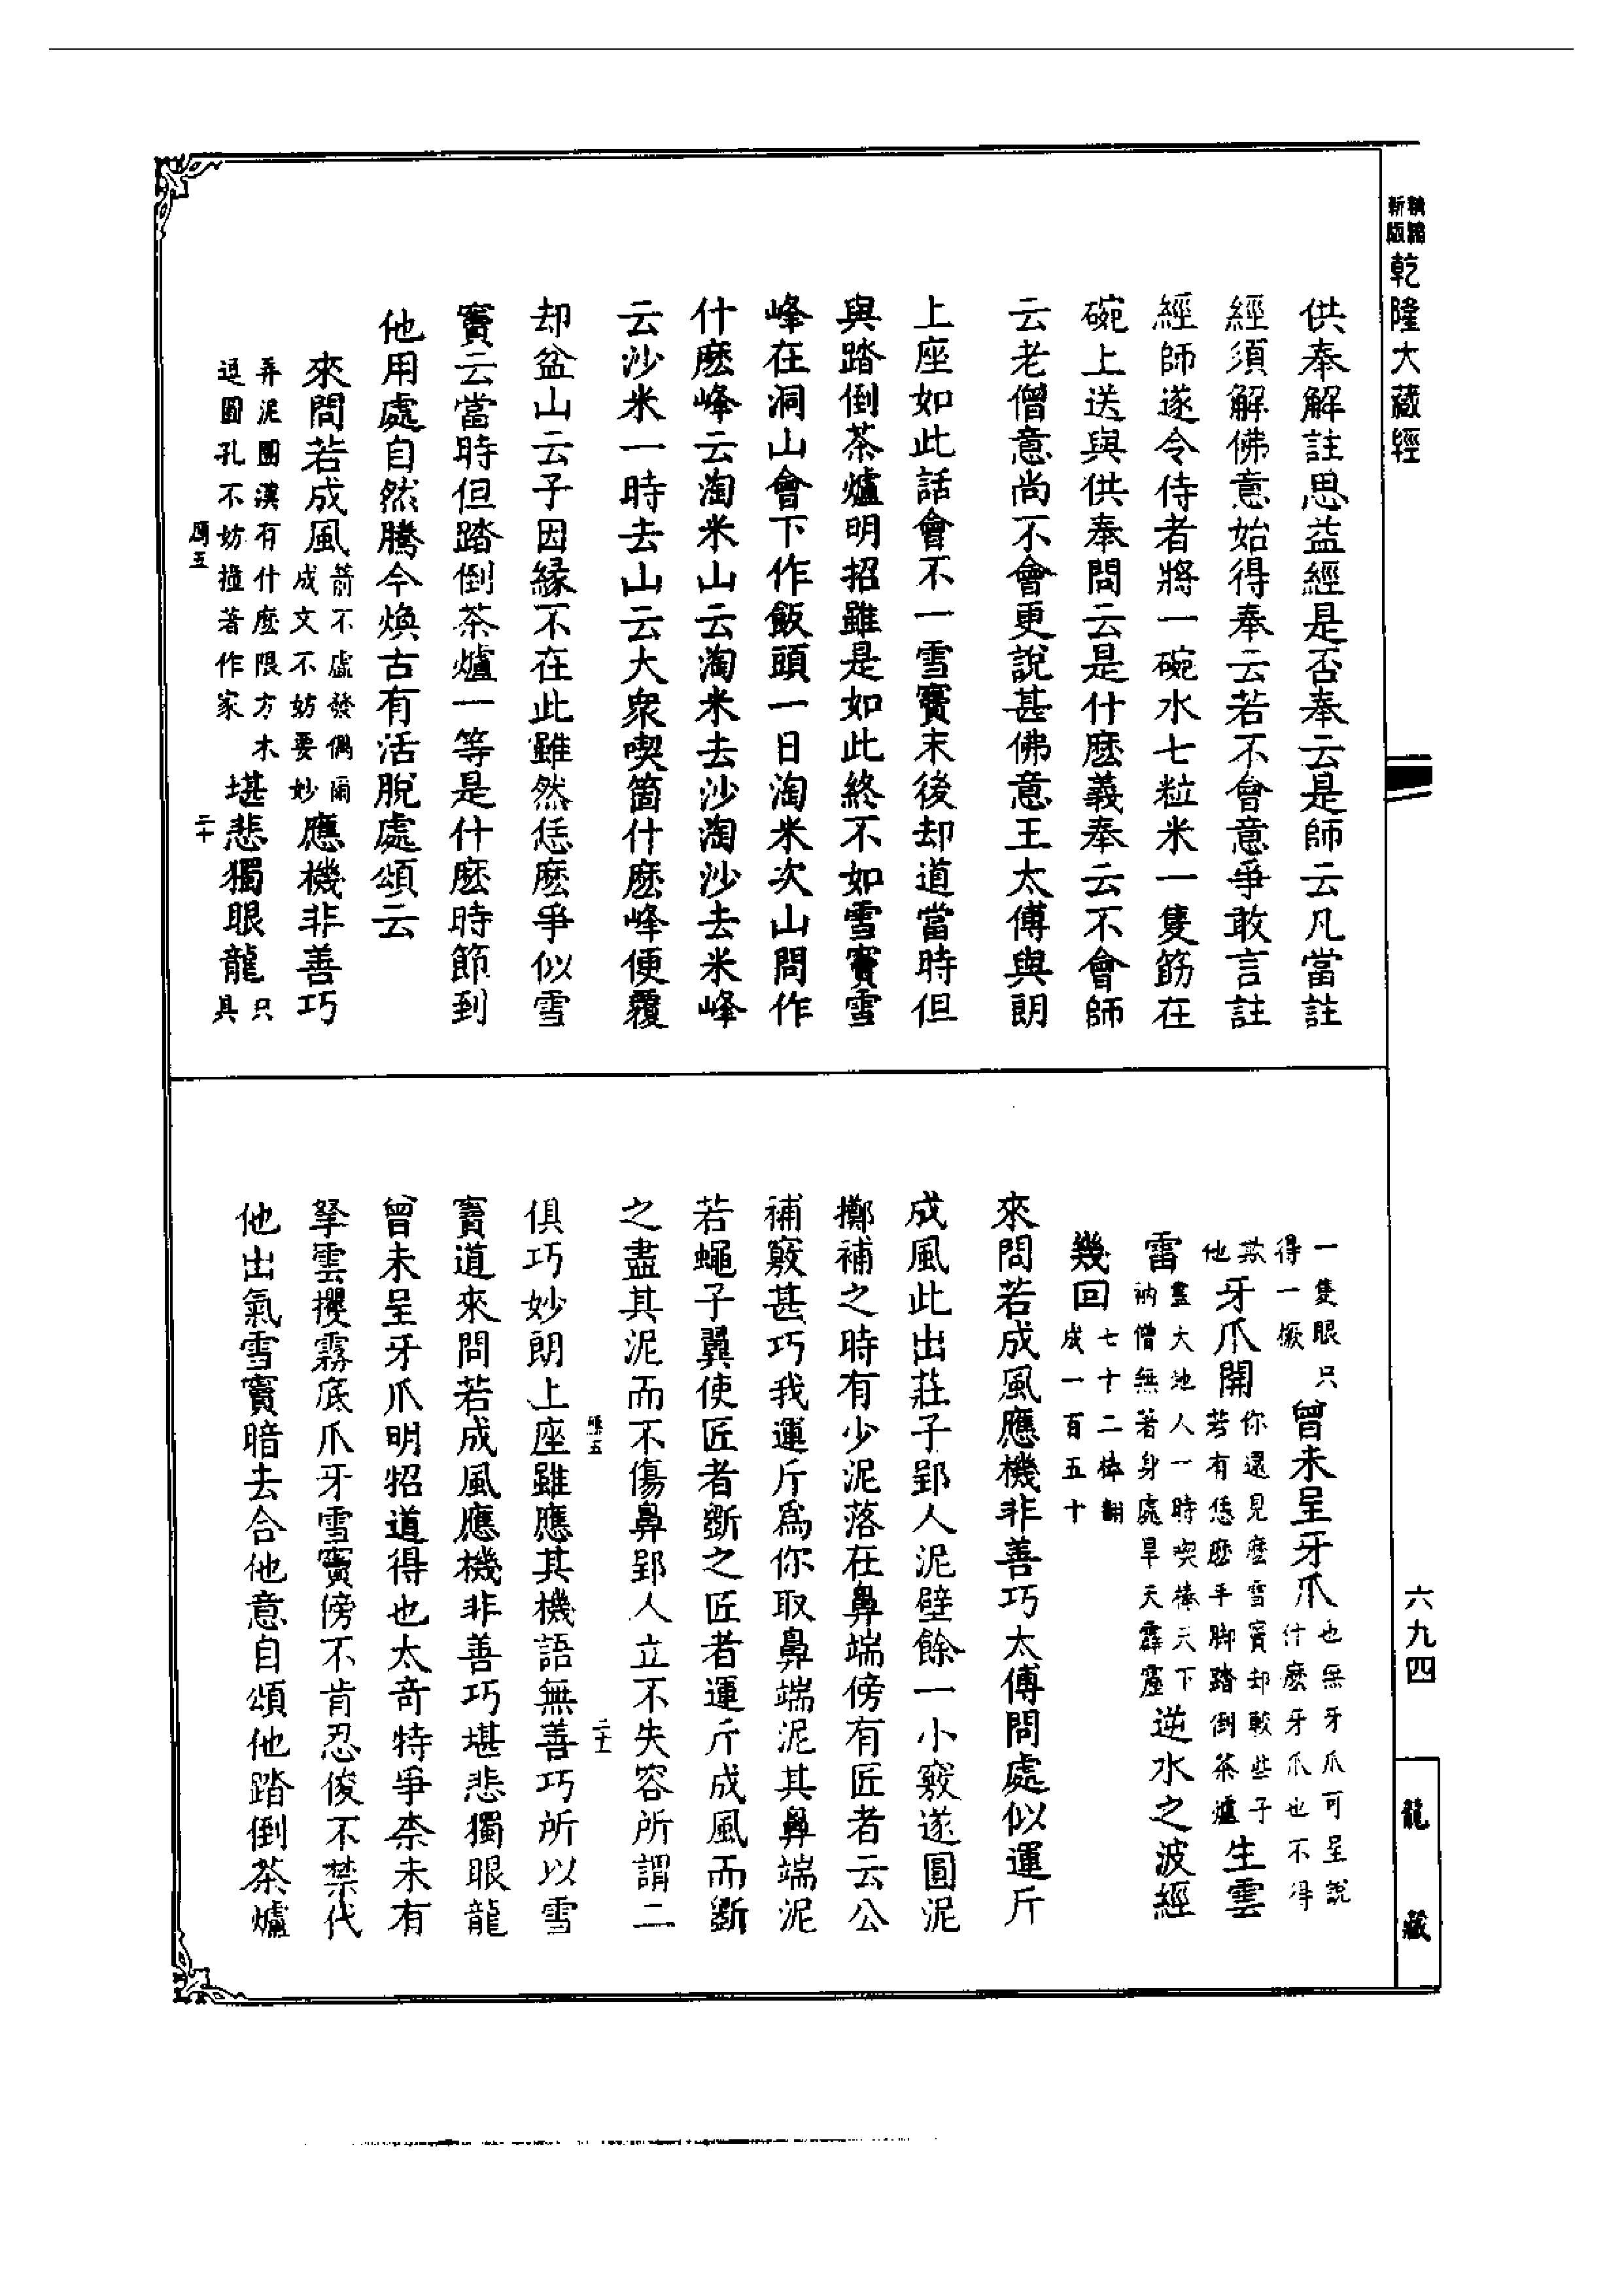 乾隆大藏經
供奉解註思益經是否奉云是師云凡當註
經須解佛意始得奉云若不會意爭敢言註
經師遂令侍者將一碗水七粒米一隻筯在
碗上送與供奉問云是什麽義奉云不會師
云老僧意尚不會更說甚佛意王太傅與朗
上座如此話會不一雪竇末後却道當時但
與踏倒茶爐明招雖是如此終不如雪竇雪
峰在洞山會下作飯頭一日淘米次山問作
什麽峰云淘米山云淘米去沙淘沙去米峰
云沙米一時去山云大衆喫箇什麽峰便覆
却盆山云子因緣不在此雖然恁麽爭似雪
竇云當時但踏倒茶爐一等是什麽時節到
他用處自然騰今煥古有活脫處頌云
來問若成風箭不虛發偶爾成文不妨要妙應機非善巧
弄泥團漢有什麽限方木逗圓孔不妨撞著作家堪悲獨眼龍只具
二十
一隻眼只得一橛曾未呈牙爪也無牙爪可呈說什麽牙爪也不得
欺他牙爪開你還見麽雪竇却較些子若有恁麽手脚踏倒茶爐生雲
雷盡大地人一時喫棒天下衲僧無著身處旱天霹靂逆水之波經
幾回七十二棒翻成一百五十
來問若成風應機非善巧太傅問處似運斤
成風此出莊子郢人泥壁餘一小竅遂圓泥
擲補之時有少泥落在鼻端傍有匠者云公
補竅甚巧我運斤爲你取鼻端泥其鼻端泥
若蠅子翼使匠者斲之匠者運斤成風而斲
之盡其泥而不傷鼻郢人立不失容所謂二
俱巧妙朗上座雖應其機語無善巧所以雪
竇道來問若成風應機非善巧堪悲獨眼龍
曾未呈牙爪明招道得也太奇特爭柰未有
拏雲攫霧底爪牙雪竇傍不肯忍俊不禁代
他出氣雪竇暗去合他意自頌他踏倒茶爐
六九四
龍藏